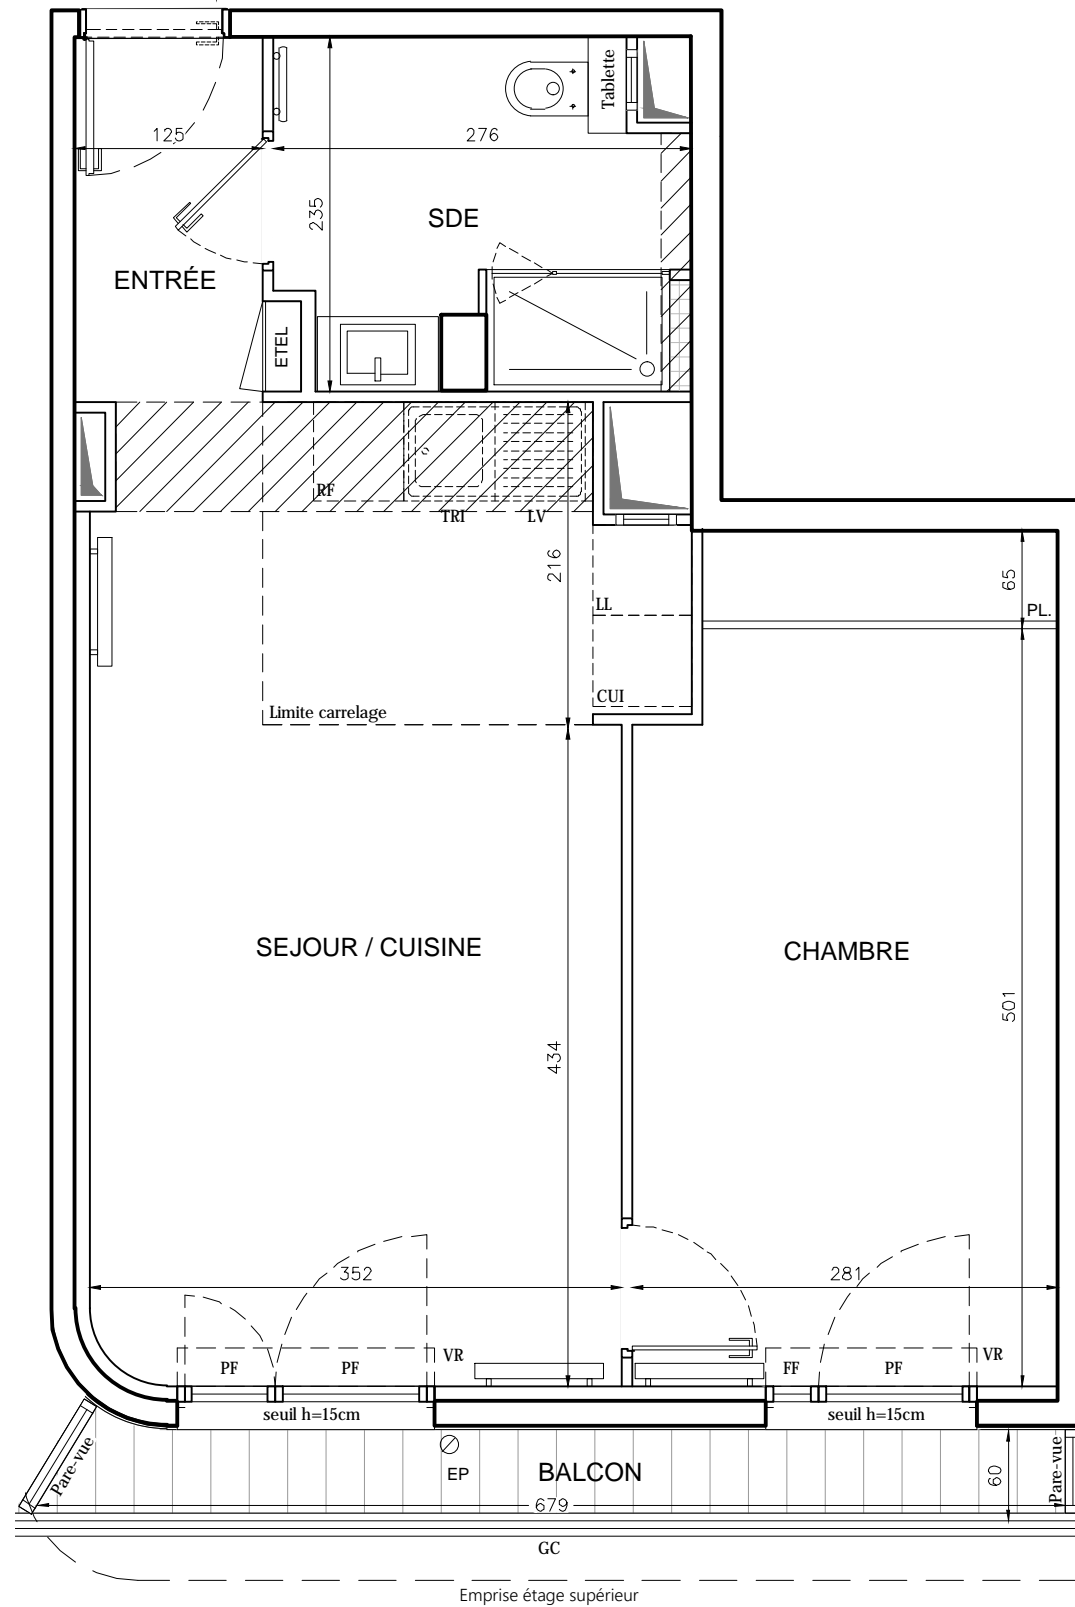 Tablette
125
276
235
SDE
ENTRÉE
ETEL
RF
TRI
LV
216
65
LL
PL.
CUI
Limite carrelage
SEJOUR / CUISINE
CHAMBRE
501
434
352
281
PF
PF
VR
FF
PF
VR
seuil h=15cm
seuil h=15cm
Pare-vue
EP
BALCON
60
Pare-vue
679
GC
Emprise étage supérieur